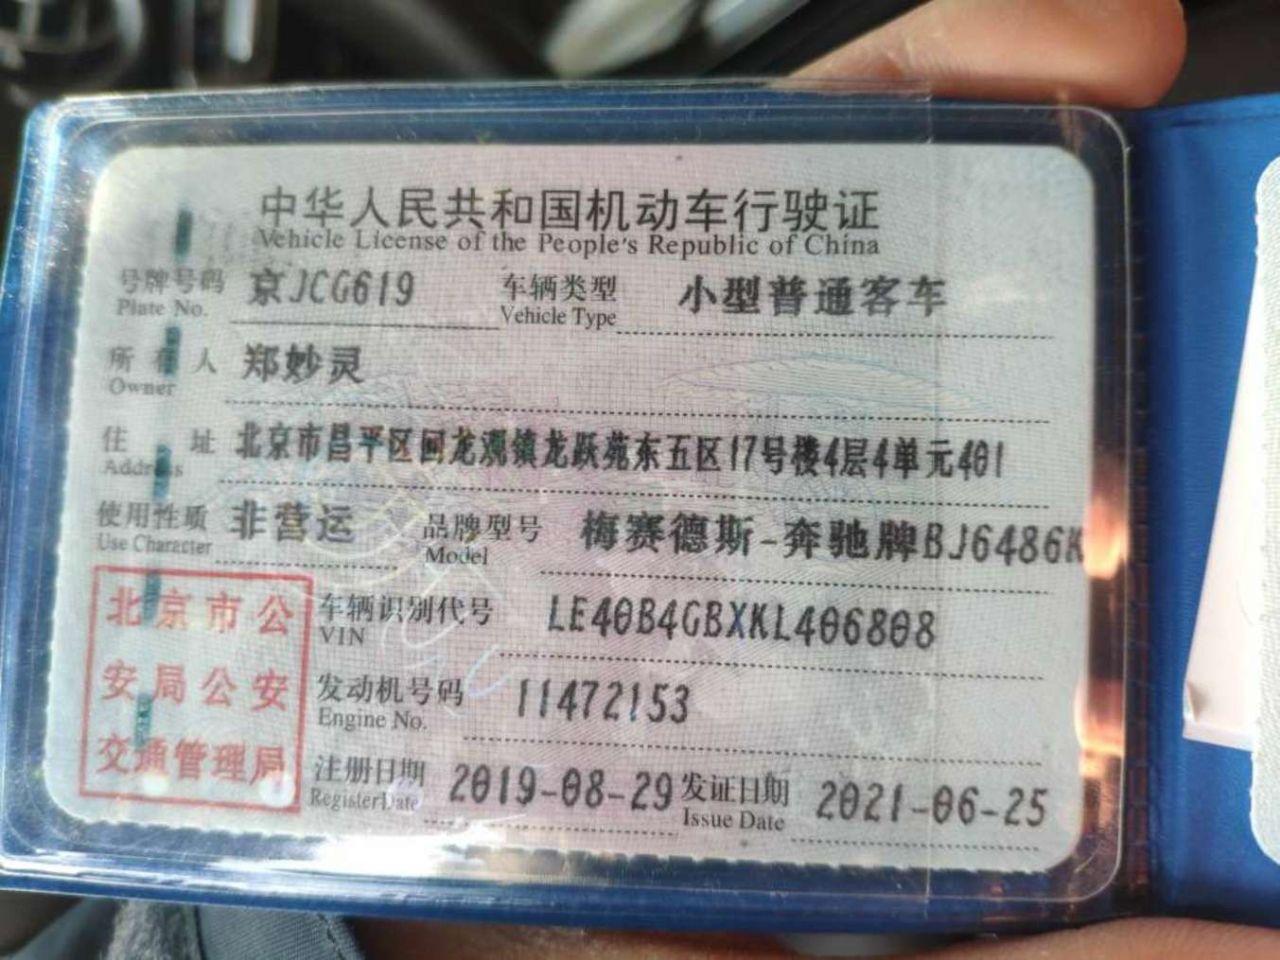 中华人民共和国机动车行驶证
Vehicle License of the People's Republic of China
号牌号码 京JCG619 车辆类型 小型普通客车
Plate No. Vehicle Type
所有人 郑妙灵
Owner
住址 北京市昌平区回龙观镇龙跃苑东五区17号楼4层4单元401
Address
使用性质 非营运 品牌型号 梅赛德斯-奔驰牌BJ6486K
Use Character Model
北京市公
安局公安
交通管理局
车辆识别代号 LE40B4GBXKL406808
VIN
发动机号码 11472153
Engine No.
注册日期 2019-08-29 发证日期 2021-06-25
Register Date Issue Date